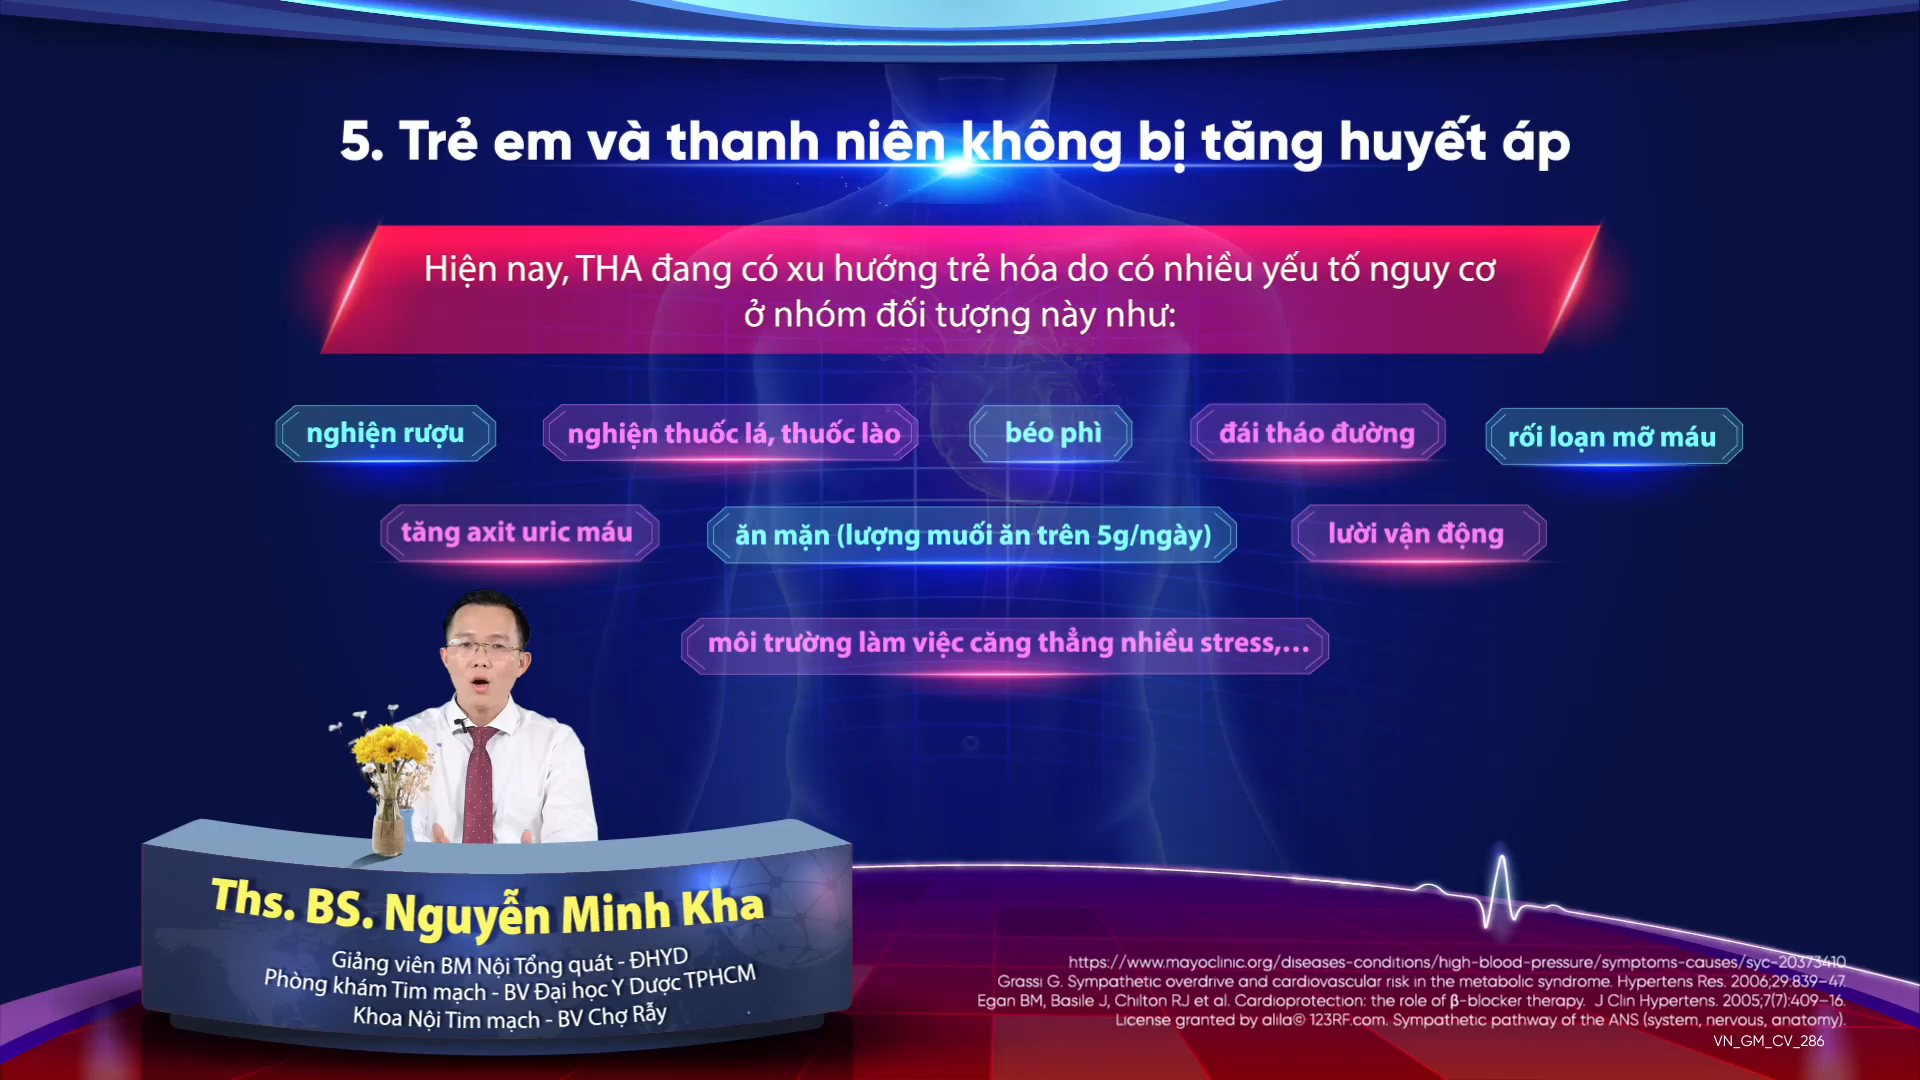 5. Trẻ em và thanh niên không bị tăng huyết áp
Hiện nay, THA đang có xu hướng trẻ hóa do có nhiều yếu tố nguy cơ
ở nhóm đối tượng này như:
nghiện rượu
nghiện thuốc lá, thuốc lào
béo phì
đái tháo đường
rối loạn mỡ máu
tăng axit uric máu
ăn mặn (lượng muối ăn trên 5g/ngày)
lười vận động
môi trường làm việc căng thẳng nhiều stress,...
Ths. BS. Nguyễn Minh Kha
Giảng viên BM Nội Tổng quát - ĐHYD
Phòng khám Tim mạch - BV Đại học Y Dược TPHCM
Khoa Nội Tim mạch - BV Chợ Rẫy
https://www.mayoclinic.org/diseases-conditions/high-blood-pressure/symptoms-causes/syc-20373410
Grassi G. Sympathetic overdrive and cardiovascular risk in the metabolic syndrome. Hypertens Res. 2006;29:839–47.
Egan BM, Basile J, Chilton RJ et al. Cardioprotection: the role of β-blocker therapy. J Clin Hypertens. 2005;7(7):409–16.
License granted by alila© 123RF.com. Sympathetic pathway of the ANS (system, nervous, anatomy).
VN_GM_CV_286